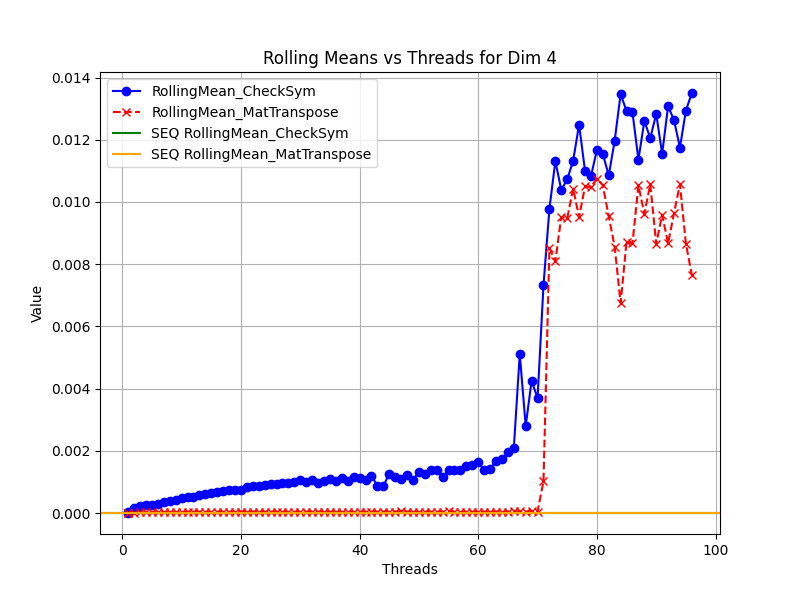 Rolling Means vs Threads for Dim 4
RollingMean_CheckSym
RollingMean_MatTranspose
SEQ RollingMean_CheckSym
SEQ RollingMean_MatTranspose
Value
0.014
0.012
0.010
0.008
0.006
0.004
0.002
0.000
0 20 40 60 80 100
Threads